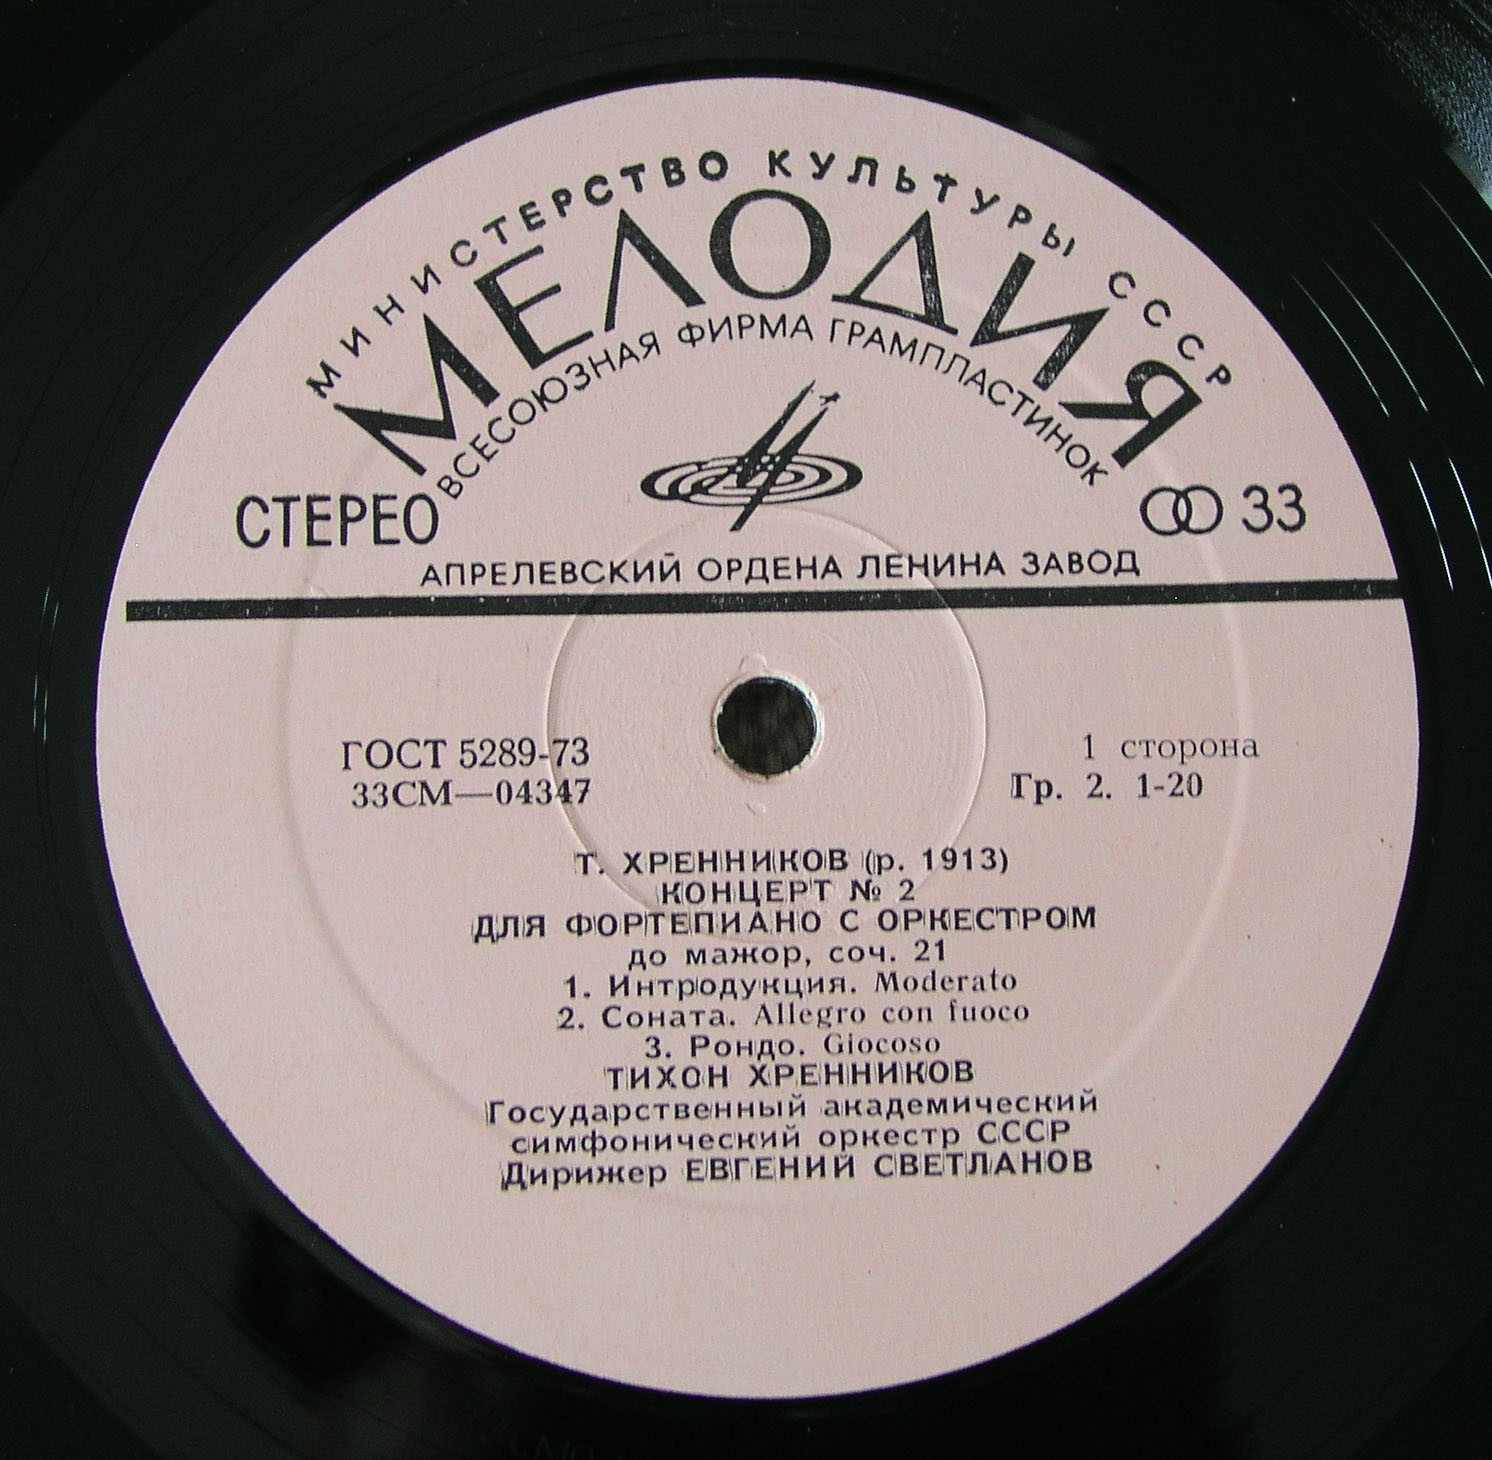 МИНИСТЕРСТВО КУЛЬТУРЫ СССР
МЕЛОДИЯ
ВСЕСОЮЗНАЯ ФИРМА ГРАМПЛАСТИНОК
СТЕРЕО
33
АПРЕЛЕВСКИЙ ОРДЕНА ЛЕНИНА ЗАВОД
ГОСТ 5289-73
33СМ—04347
1 сторона
Гр. 2. 1-20
Т. ХРЕННИКОВ (р. 1913)
КОНЦЕРТ № 2
ДЛЯ ФОРТЕПИАНО С ОРКЕСТРОМ
до мажор, соч. 21
1. Интродукция. Moderato
2. Соната. Allegro con fuoco
3. Рондо. Giocoso
ТИХОН ХРЕННИКОВ
Государственный академический
симфонический оркестр СССР
Дирижер ЕВГЕНИЙ СВЕТЛАНОВ